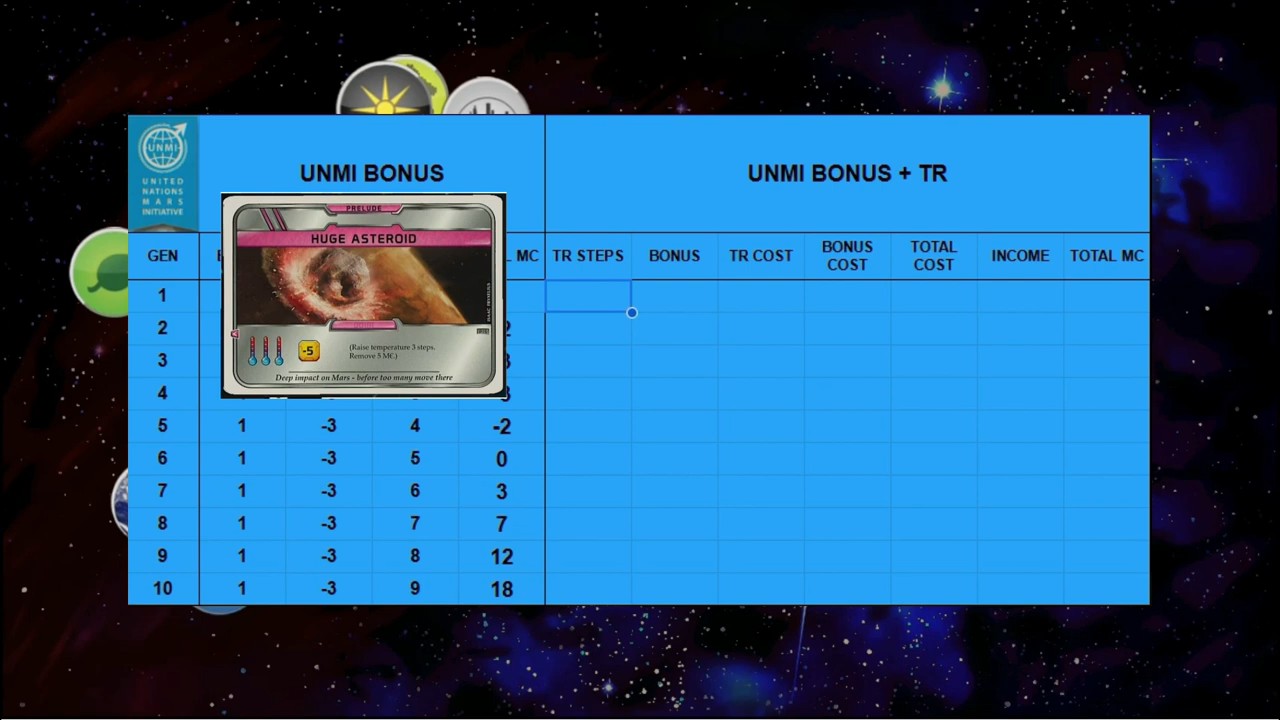 UNMI
UNITED
NATIONS
MARS
INITIATIVE
UNMI BONUS
UNMI BONUS + TR
PRELUDE
HUGE ASTEROID
-5
(Raise temperature 3 steps.
Remove 5 M€.)
Deep impact on Mars - before too many move there
GEN MC TR STEPS BONUS TR COST BONUS COST TOTAL COST INCOME TOTAL MC
1
2
3
4
5 1 -3 4 -2
6 1 -3 5 0
7 1 -3 6 3
8 1 -3 7 7
9 1 -3 8 12
10 1 -3 9 18